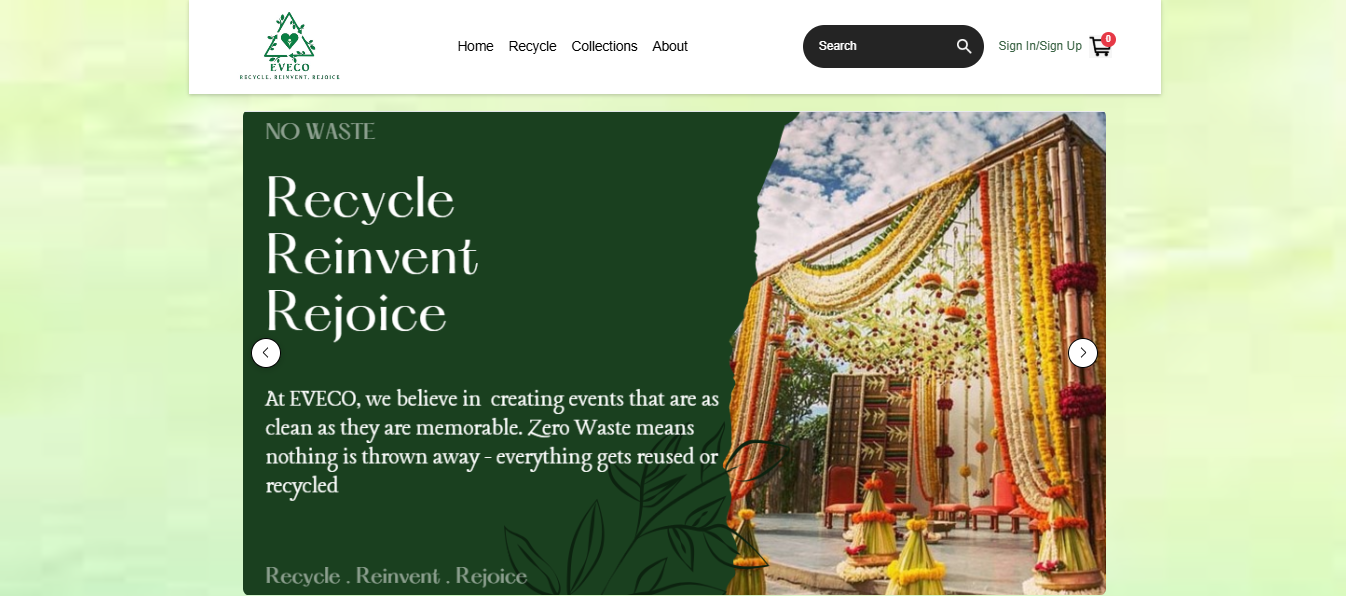 EVECO
RECYCLE. REINVENT. REJOICE
Home Recycle Collections About
Search
Sign In/Sign Up
0
NO WASTE
Recycle
Reinvent
Rejoice
At EVECO, we believe in creating events that are as
clean as they are memorable. Zero Waste means
nothing is thrown away - everything gets reused or
recycled
Recycle . Reinvent . Rejoice